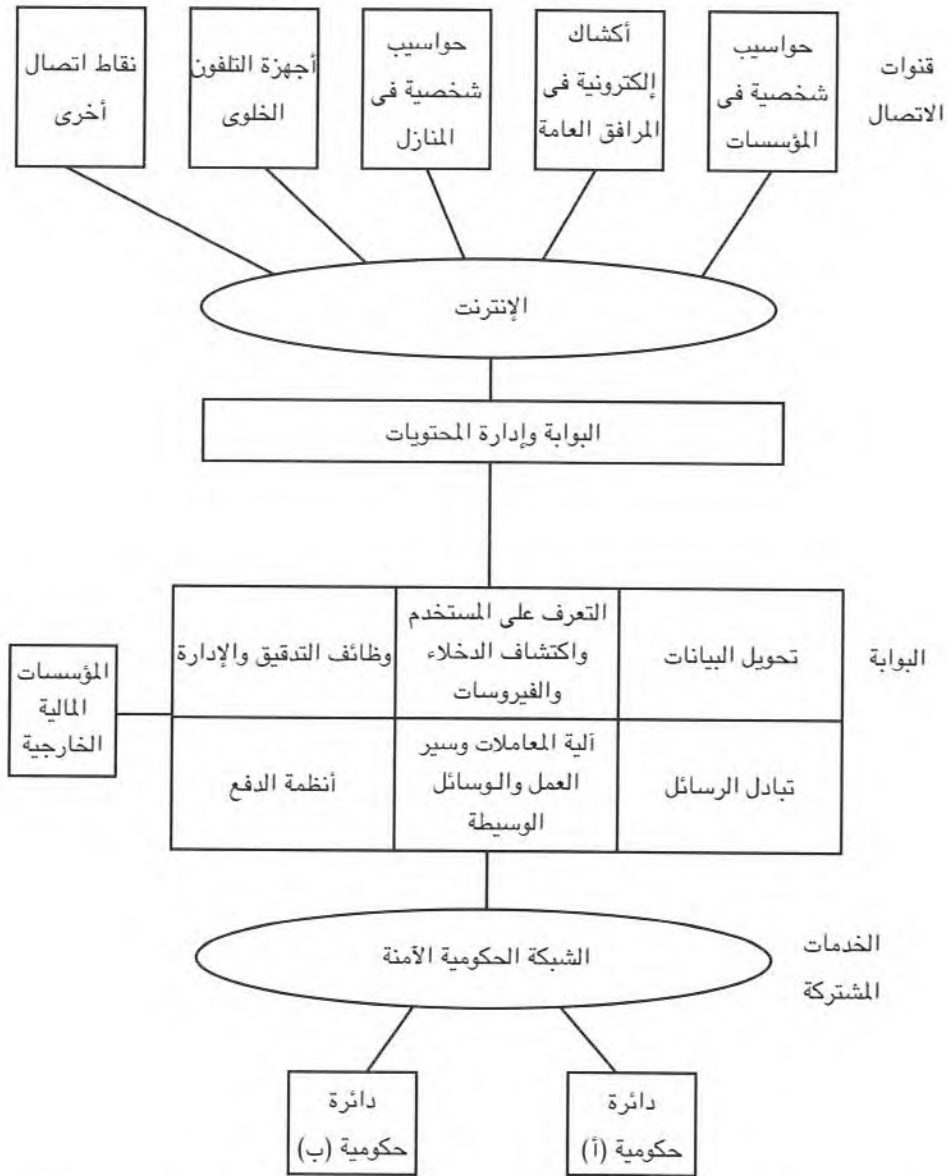 قنوات
الاتصال
حواسيب
شخصية فى
المؤسسات
أكشاك
إلكترونية فى
المرافق العامة
حواسيب
شخصية فى
المنازل
أجهزة التلفون
الخلوى
نقاط اتصال
أخرى
الإنترنت
البوابة وإدارة المحتويات
البوابة
تحويل البيانات
التعرف على المستخدم
واكتشاف الدخلاء
والفيروسات
وظائف التدقيق والإدارة
المؤسسات
المالية
الخارجية
تبادل الرسائل
آلية المعاملات وسير
العمل والوسائل
الوسيطة
أنظمة الدفع
الخدمات
المشتركة
الشبكة الحكومية الآمنة
دائرة
حكومية (أ)
دائرة
حكومية (ب)